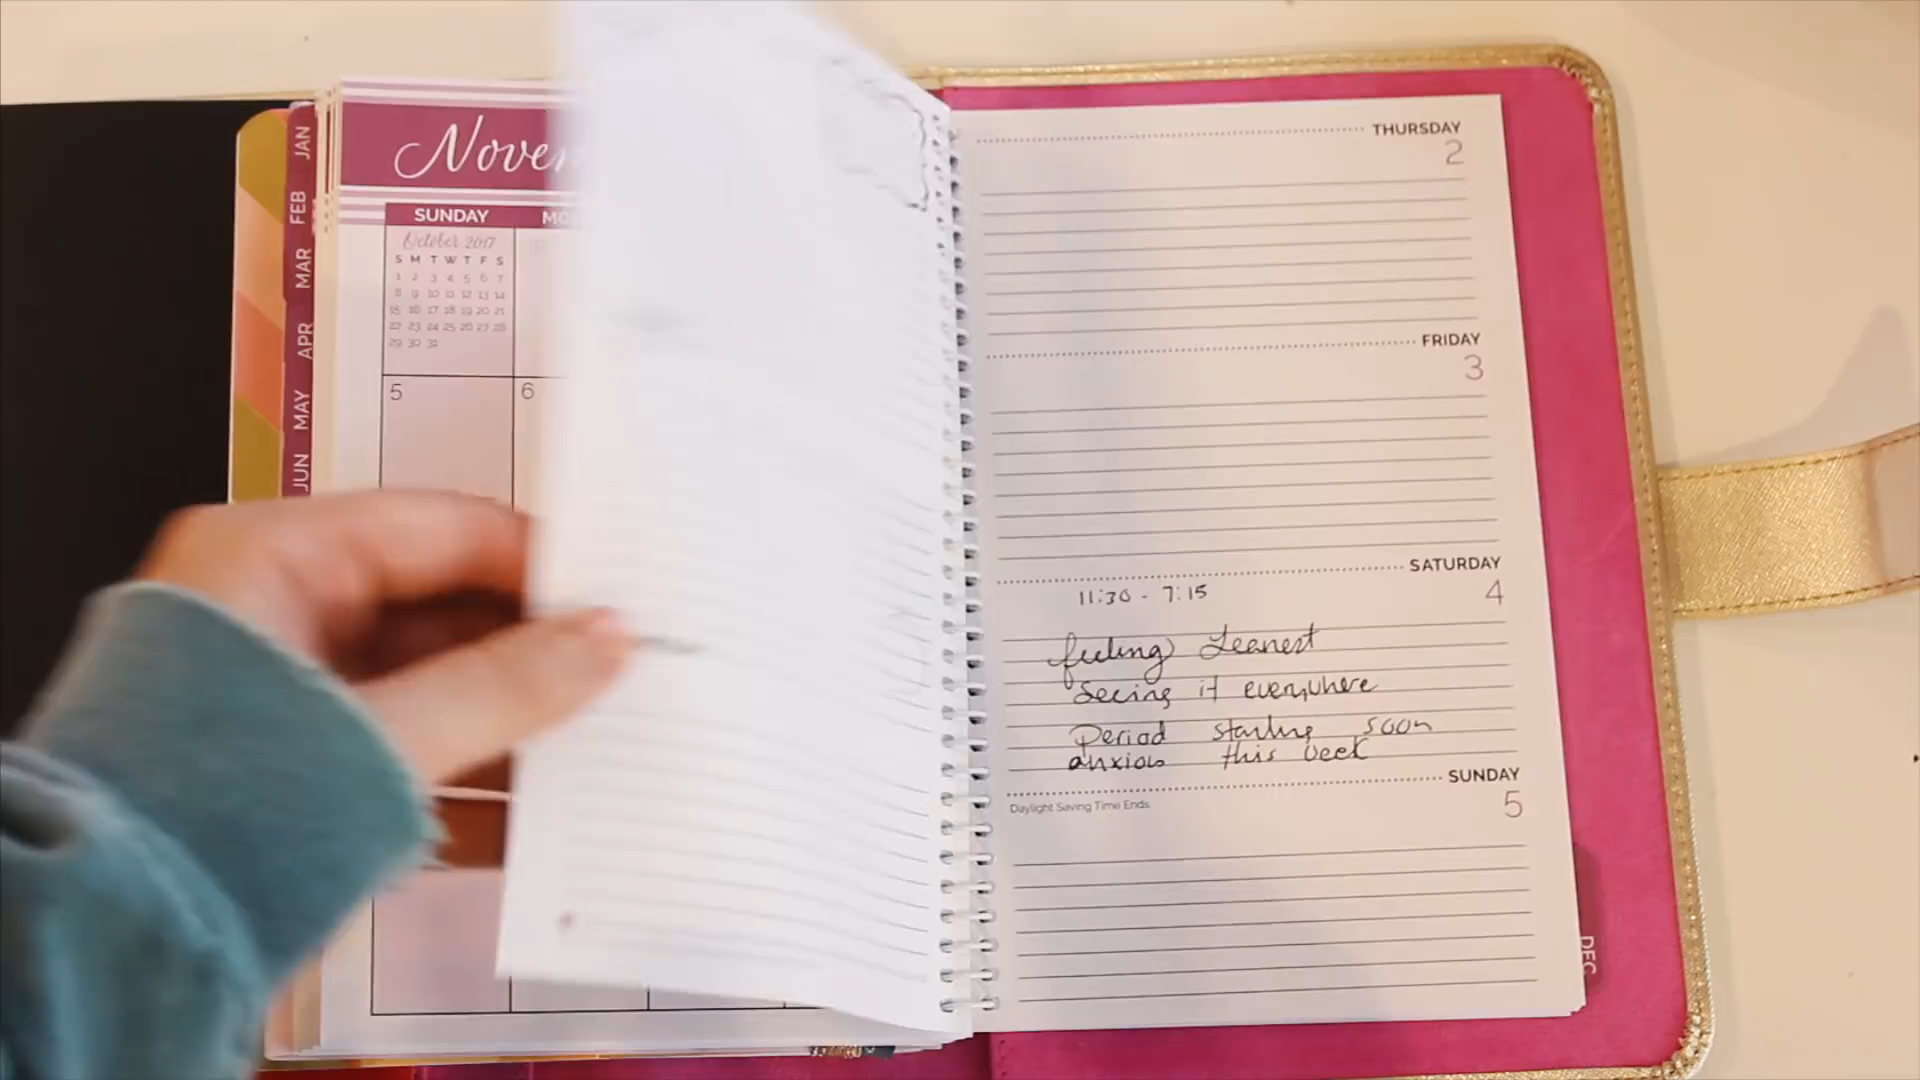 JAN
FEB
MAR
APR
MAY
JUN
Novem
SUNDAY
MO
October 2017
S M T W T F S
1 2 3 4 5 6 7
8 9 10 11 12 13 14
15 16 17 18 19 20 21
22 23 24 25 26 27 28
29 30 31
5
6
THURSDAY
2
FRIDAY
3
SATURDAY
4
11:30 - 7:15
feeling Leanest
Seeing it everywhere
Period starting soon
anxious this week
SUNDAY
5
Daylight Saving Time Ends
DEC